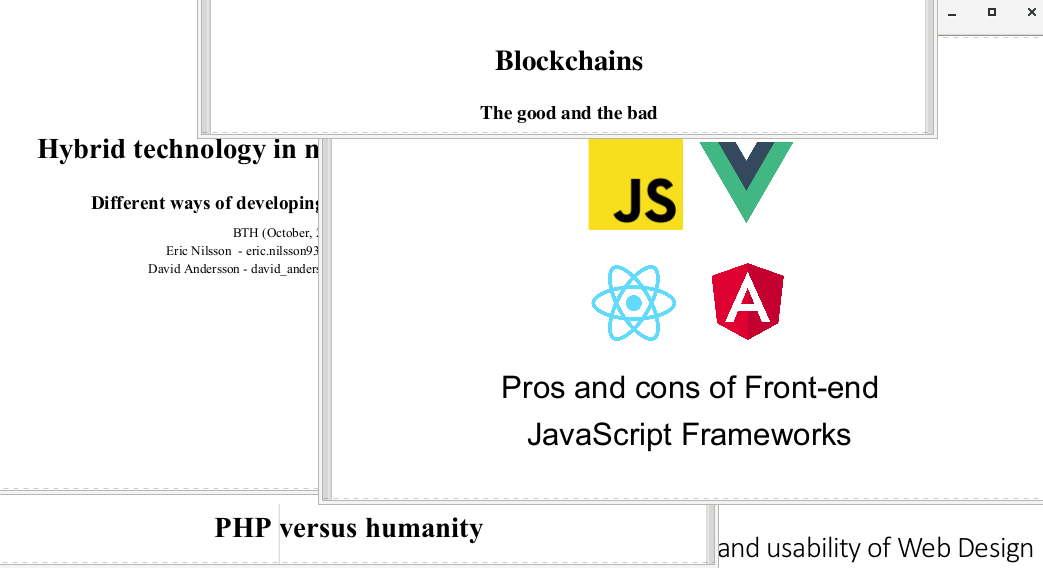 Blockchains
The good and the bad
Hybrid technology in
Different ways of developing
BTH (October,
Eric Nilsson - eric.nilsson93
David Andersson - david_anders
JS
A
Pros and cons of Front-end
JavaScript Frameworks
PHP versus humanity
and usability of Web Design